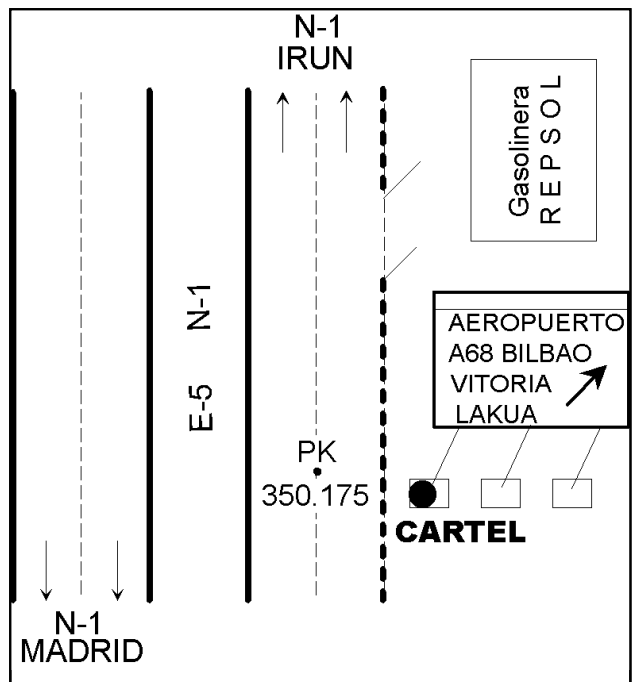 N-1
IRUN
Gasolinera
REPSOL
E-5 N-1
AEROPUERTO
A68 BILBAO
VITORIA
LAKUA
PK
350.175
CARTEL
N-1
MADRID